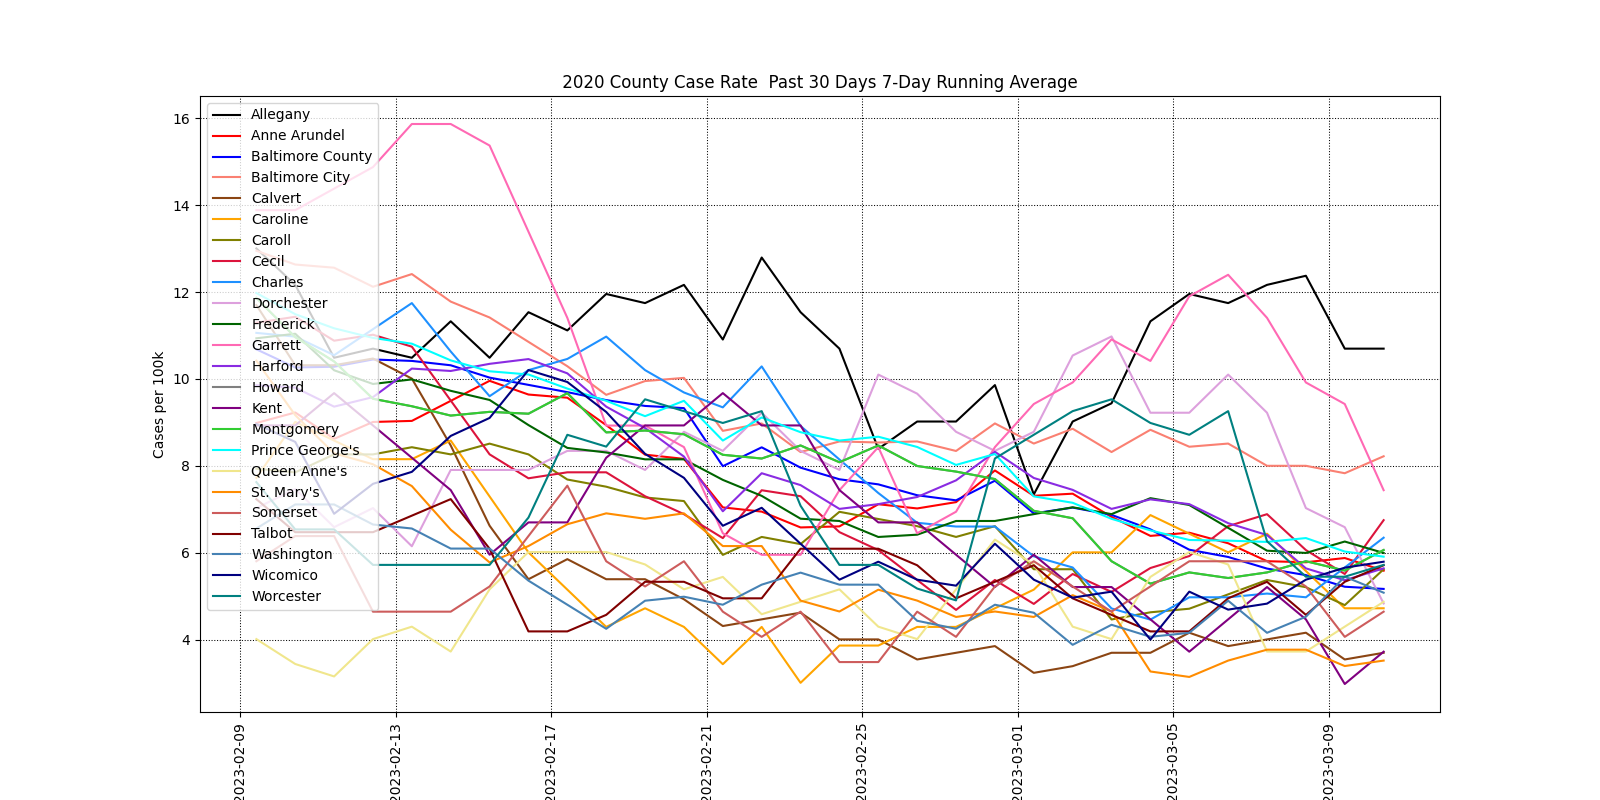 2020 County Case Rate  Past 30 Days 7-Day Running Average
Cases per 100k
16
14
12
10
8
6
4
Allegany
Anne Arundel
Baltimore County
Baltimore City
Calvert
Caroline
Caroll
Cecil
Charles
Dorchester
Frederick
Garrett
Harford
Howard
Kent
Montgomery
Prince George's
Queen Anne's
St. Mary's
Somerset
Talbot
Washington
Wicomico
Worcester
2023-02-09
2023-02-13
2023-02-17
2023-02-21
2023-02-25
2023-03-01
2023-03-05
2023-03-09